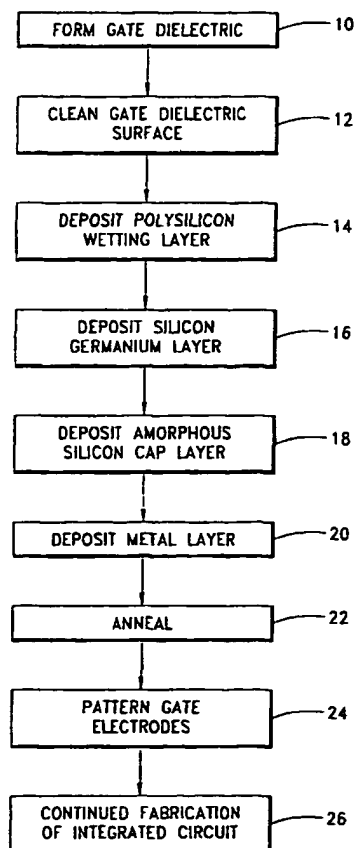 FORM GATE DIELECTRIC
10
CLEAN GATE DIELECTRIC
SURFACE
12
DEPOSIT POLYSILICON
WETTING LAYER
14
DEPOSIT SILICON
GERMANIUM LAYER
16
DEPOSIT AMORPHOUS
SILICON CAP LAYER
18
DEPOSIT METAL LAYER
20
ANNEAL
22
PATTERN GATE
ELECTRODES
24
CONTINUED FABRICATION
OF INTEGRATED CIRCUIT
26